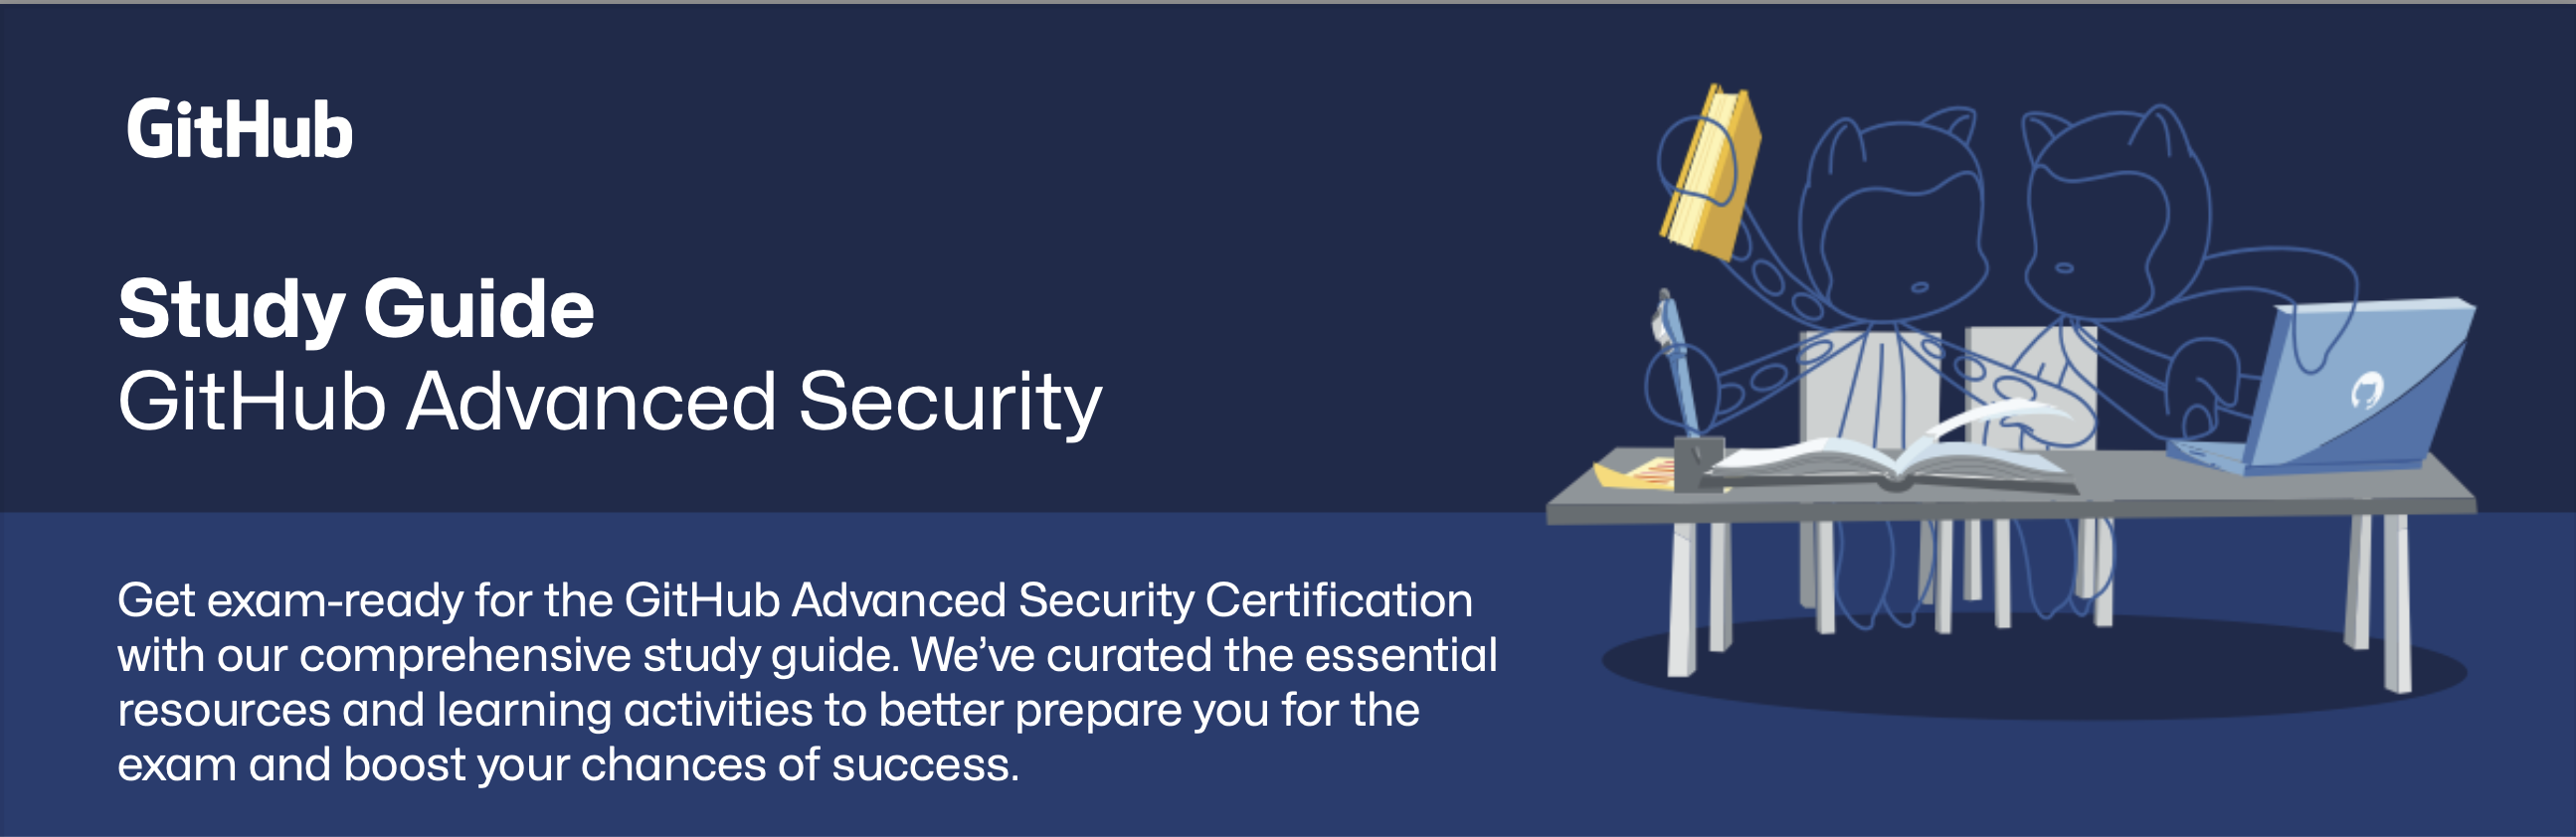 GitHub
Study Guide
GitHub Advanced Security
Get exam-ready for the GitHub Advanced Security Certification
with our comprehensive study guide. We’ve curated the essential
resources and learning activities to better prepare you for the
exam and boost your chances of success.